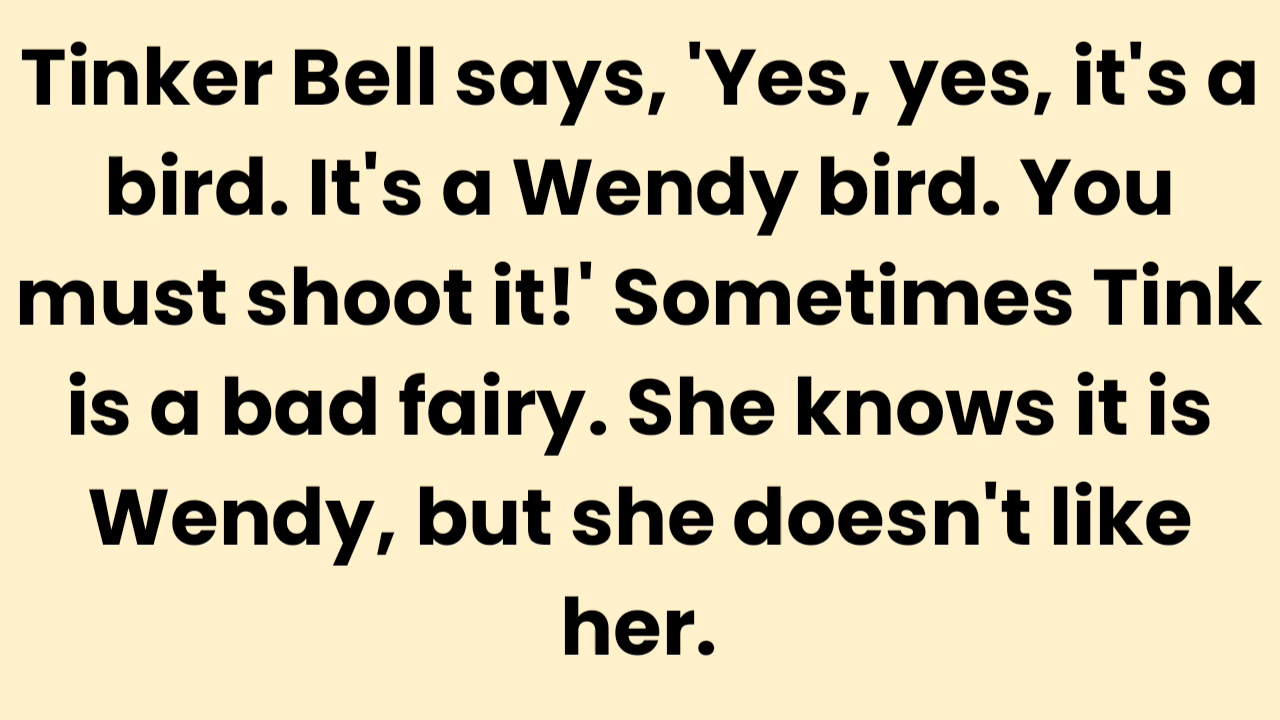 Tinker Bell says, 'Yes, yes, it's a
bird. It's a Wendy bird. You
must shoot it!' Sometimes Tink
is a bad fairy. She knows it is
Wendy, but she doesn't like
her.